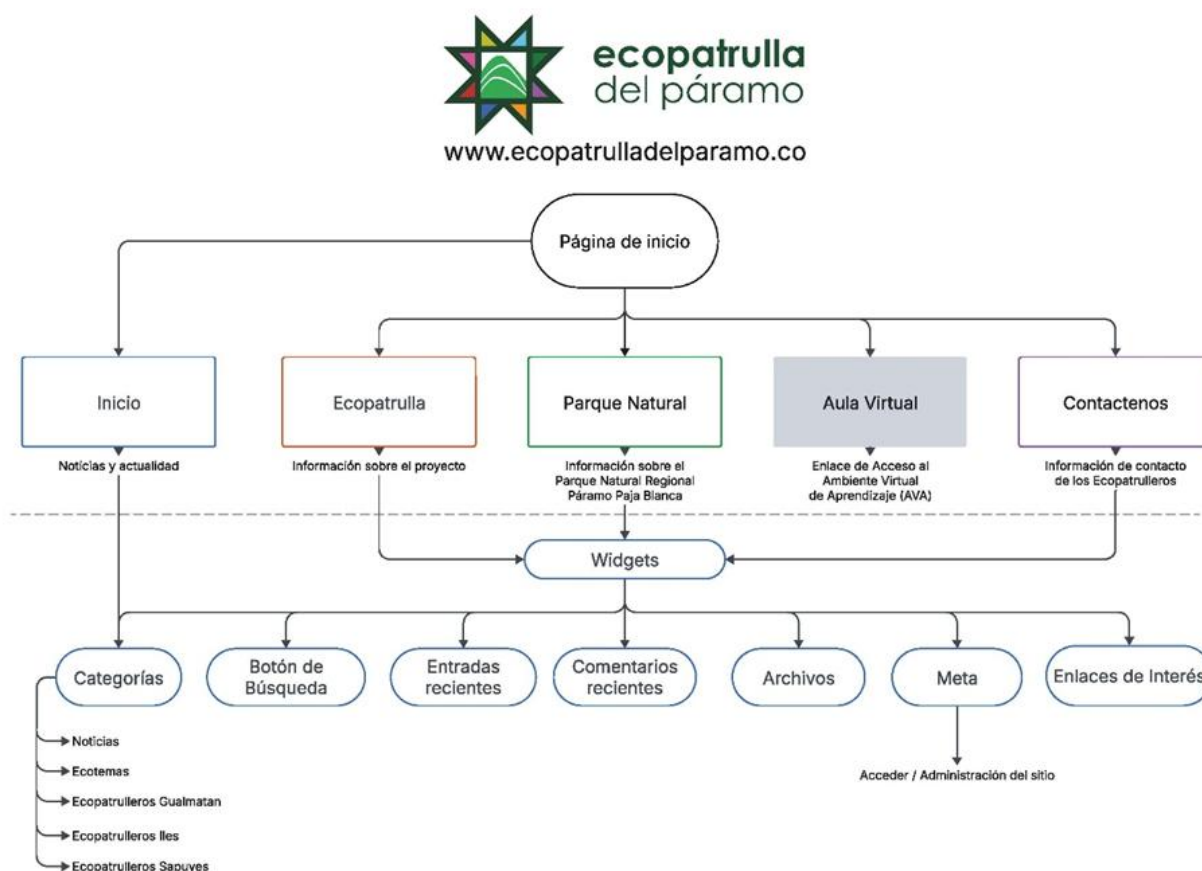 ecopatrulla
del páramo
www.ecopatrulladelparamo.co
Página de inicio
Inicio
Ecopatrulla
Parque Natural
Aula Virtual
Contactenos
Noticias y actualidad
Información sobre el proyecto
Información sobre el
Parque Natural Regional
Páramo Paja Blanca
Enlace de Acceso al
Ambiente Virtual
de Aprendizaje (AVA)
Información de contacto
de los Ecopatrulleros
Widgets
Categorías
Botón de
Búsqueda
Entradas
recientes
Comentarios
recientes
Archivos
Meta
Enlaces de Interés
Noticias
Ecotemas
Ecopatrulleros Gualmatan
Ecopatrulleros Iles
Ecopatrulleros Sapuyes
Acceder / Administración del sitio